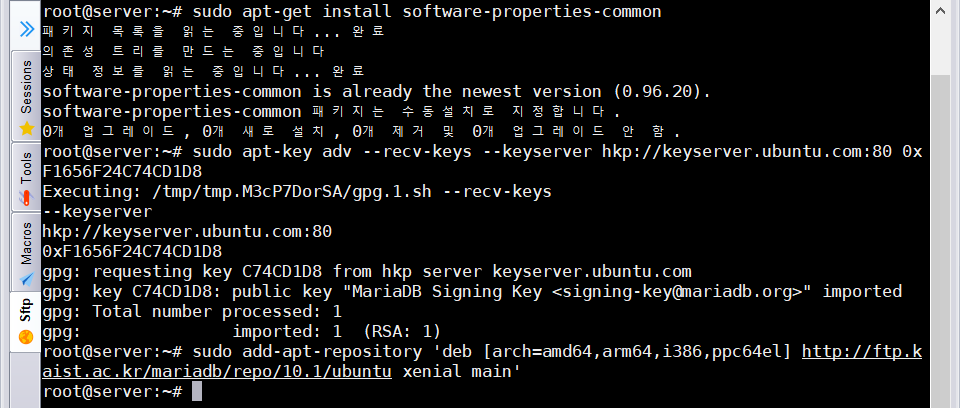 root@server:~# sudo apt-get install software-properties-common
패키지 목록을 읽는 중입니다... 완료
의존성 트리를 만드는 중입니다
상태 정보를 읽는 중입니다... 완료
software-properties-common is already the newest version (0.96.20).
software-properties-common 패키지는 수동설치로 지정합니다.
0개 업그레이드, 0개 새로 설치, 0개 제거 및 0개 업그레이드 안 함.
root@server:~# sudo apt-key adv --recv-keys --keyserver hkp://keyserver.ubuntu.com:80 0x
F1656F24C74CD1D8
Executing: /tmp/tmp.M3cP7DorSA/gpg.1.sh --recv-keys
--keyserver
hkp://keyserver.ubuntu.com:80
0xF1656F24C74CD1D8
gpg: requesting key C74CD1D8 from hkp server keyserver.ubuntu.com
gpg: key C74CD1D8: public key "MariaDB Signing Key <signing-key@mariadb.org>" imported
gpg: Total number processed: 1
gpg:               imported: 1  (RSA: 1)
root@server:~# sudo add-apt-repository 'deb [arch=amd64,arm64,i386,ppc64el] http://ftp.k
aist.ac.kr/mariadb/repo/10.1/ubuntu xenial main'
root@server:~#
Sessions
Tools
Macros
Sftp